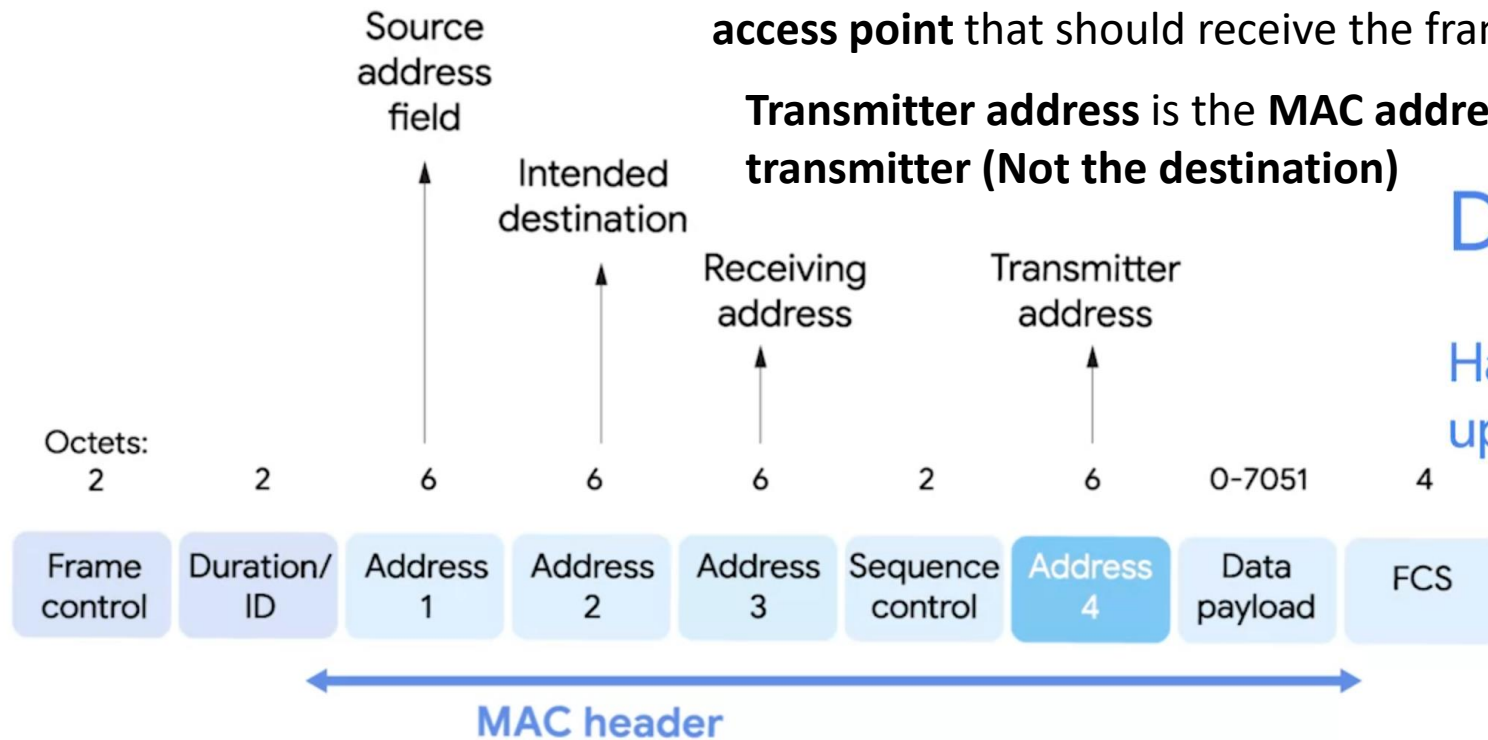 access point that should receive the
Transmitter address is the MAC
transmitter (Not the destination)
Source
address
field
Intended
destination
Receiving
address
Transmitter
address
Octets:
2
2
6
6
6
2
6
0-7051
4
Frame
control
Duration/
ID
Address
1
Address
2
Address
3
Sequence
control
Address
4
Data
payload
FCS
MAC header